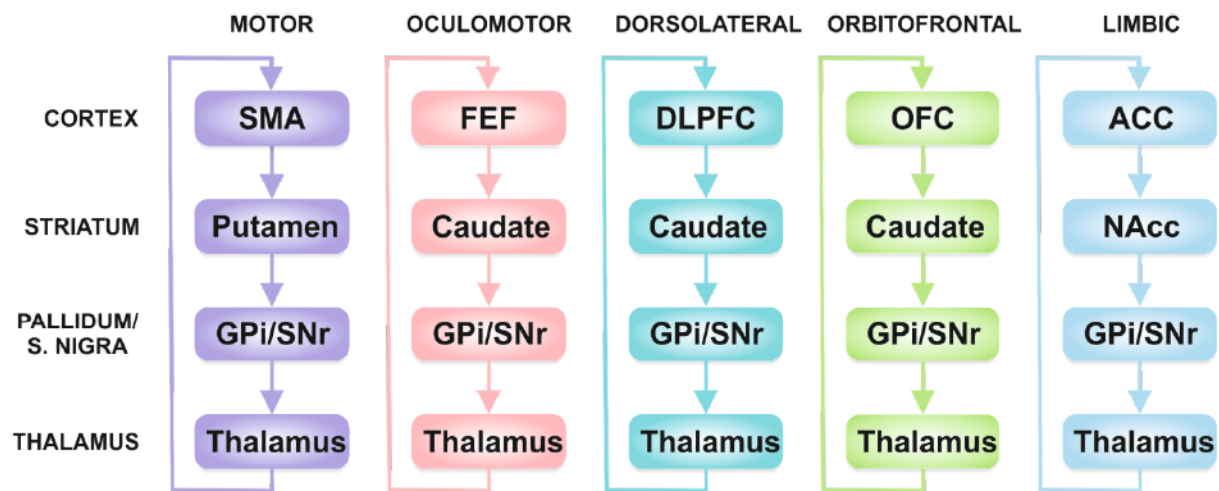 MOTOR OCULOMOTOR DORSOLATERAL ORBITOFRONTAL LIMBIC
CORTEX SMA FEF DLPFC OFC ACC
STRIATUM Putamen Caudate Caudate Caudate NAcc
PALLIDUM/
S. NIGRA GPi/SNr GPi/SNr GPi/SNr GPi/SNr GPi/SNr
THALAMUS Thalamus Thalamus Thalamus Thalamus Thalamus